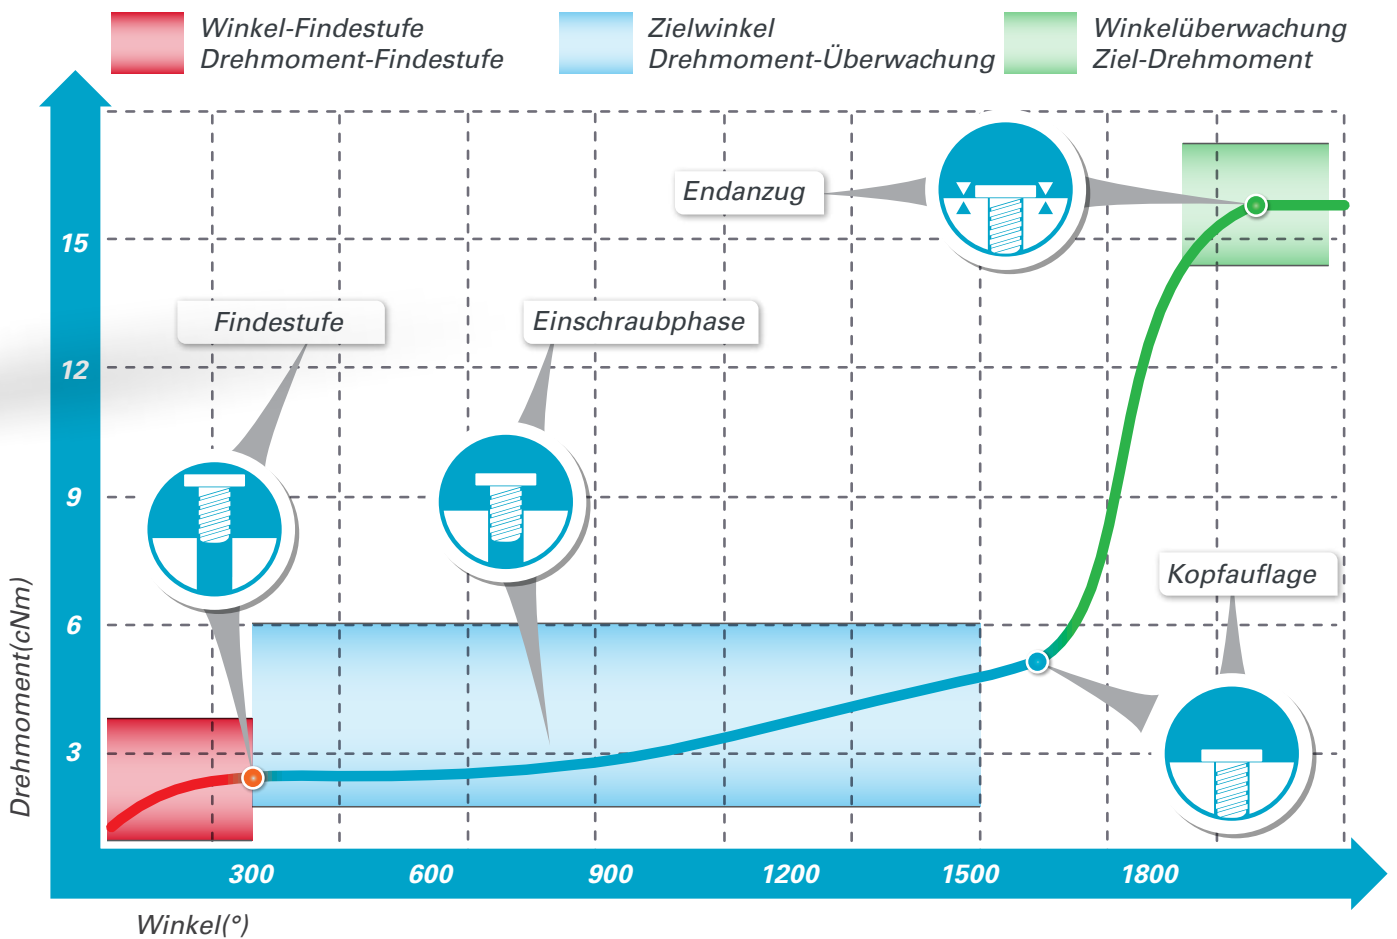 Winkel-Findestufe
Drehmoment-Findestufe
Zielwinkel
Drehmoment-Überwachung
Winkelüberwachung
Ziel-Drehmoment
Endanzug
15
Findestufe
Einschraubphase
12
9
Kopfauflage
6
3
Drehmoment(cNm)
300
600
900
1200
1500
1800
Winkel(°)